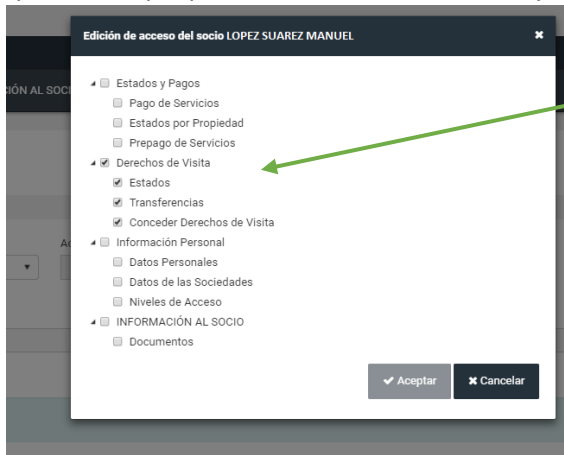 Edición de acceso del socio LOPEZ SUAREZ MANUEL
Estados y Pagos
Pago de Servicios
Estados por Propiedad
Prepago de Servicios
Derechos de Visita
Estados
Transferencias
Conceder Derechos de Visita
Información Personal
Datos Personales
Datos de las Sociedades
Niveles de Acceso
INFORMACIÓN AL SOCIO
Documentos
Aceptar
Cancelar